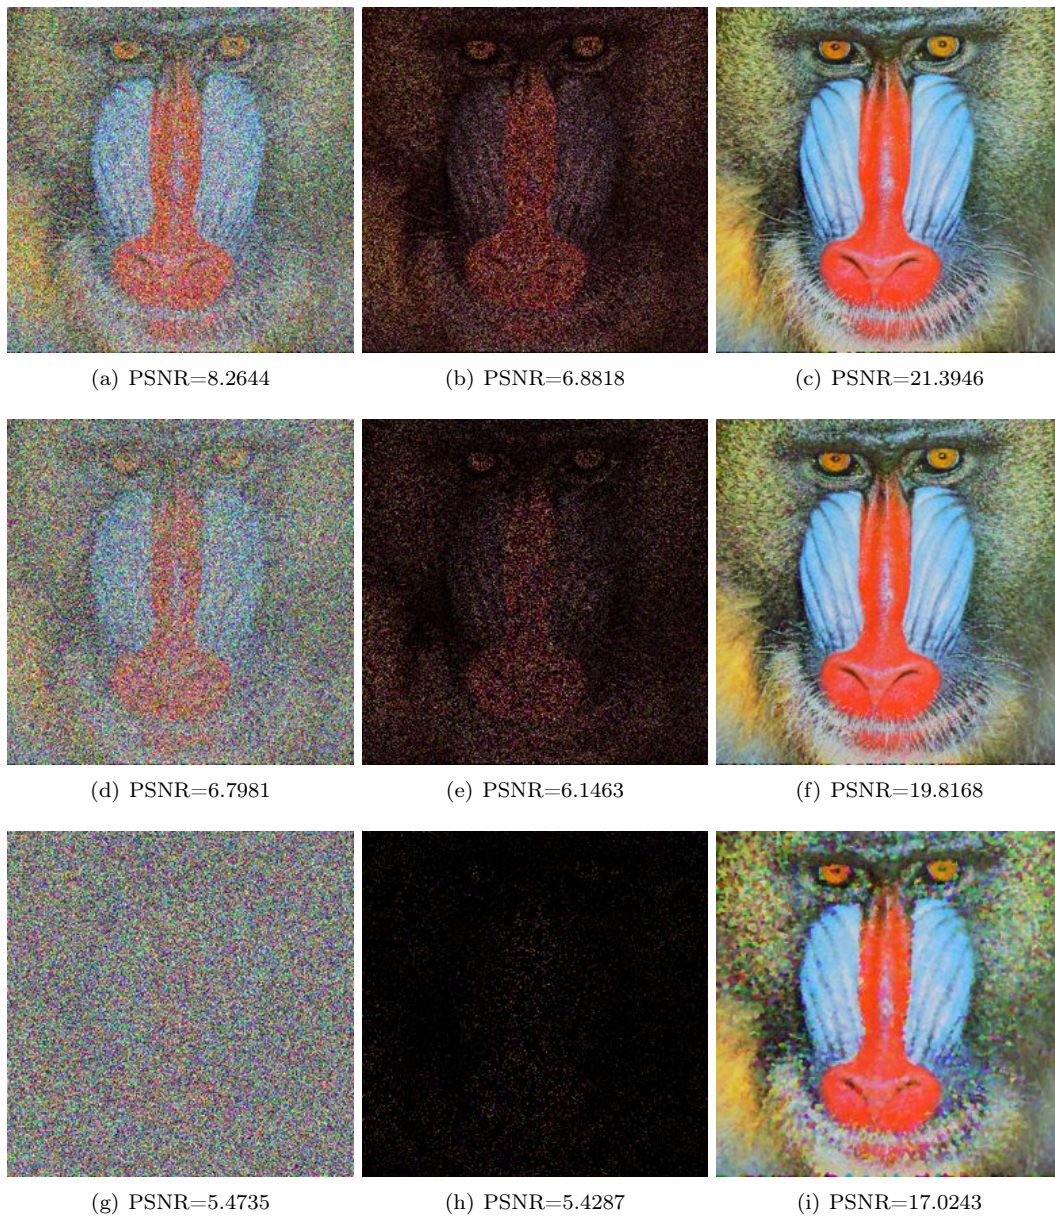 (a) PSNR=8.2644
(b) PSNR=6.8818
(c) PSNR=21.3946
(d) PSNR=6.7981
(e) PSNR=6.1463
(f) PSNR=19.8168
(g) PSNR=5.4735
(h) PSNR=5.4287
(i) PSNR=17.0243